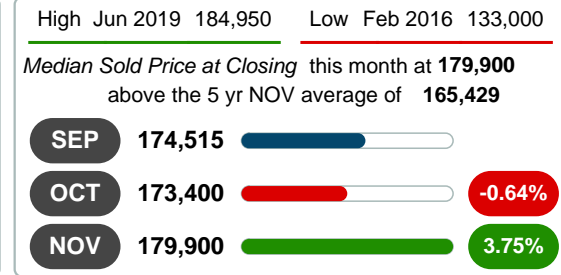 High Jun 2019 184,950 Low Feb 2016 133,000
Median Sold Price at Closing this month at 179,900
above the 5 yr NOV average of 165,429
SEP 174,515
OCT 173,400 -0.64%
NOV 179,900 3.75%